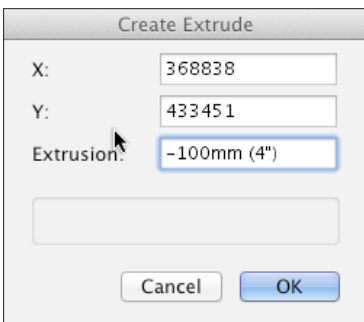 Create Extrude
X: 368838
Y: 433451
Extrusion: -100mm (4")
Cancel OK